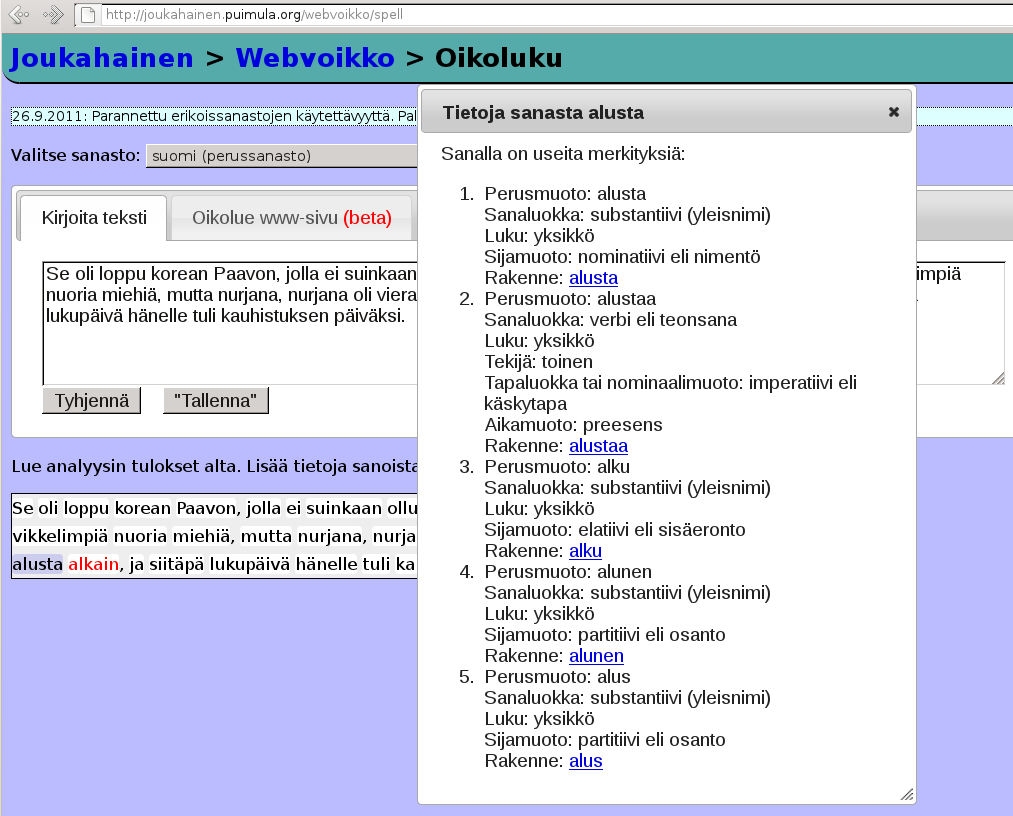 http://joukahainen.puimula.org/webvoikko/spell
Joukahainen > Webvoikko > Oikoluku
26.9.2011: Parannettu erikoissanastojen käytettävyyttä. Pal
Valitse sanasto: suomi (perussanasto)
Kirjoita teksti
Oikolue www-sivu (beta)
Se oli loppu korean Paavon, jolla ei suinkaan
nuoria miehiä, mutta nurjana, nurjana oli viera
lukupäivä hänelle tuli kauhistuksen päiväksi.
Tyhjennä
"Tallenna"
Lue analyysin tulokset alta. Lisää tietoja sanoista
Se oli loppu korean Paavon, jolla ei suinkaan ollu
vikkelimpiä nuoria miehiä, mutta nurjana, nurja
alusta alkain, ja siitäpä lukupäivä hänelle tuli ka
Tietoja sanasta alusta
Sanalla on useita merkityksiä:
1. Perusmuoto: alusta
Sanaluokka: substantiivi (yleisnimi)
Luku: yksikkö
Sijamuoto: nominatiivi eli nimentö
Rakenne: alusta
2. Perusmuoto: alustaa
Sanaluokka: verbi eli teonsana
Luku: yksikkö
Tekijä: toinen
Tapaluokka tai nominaalimuoto: imperatiivi eli
käskytapa
Aikamuoto: preesens
Rakenne: alustaa
3. Perusmuoto: alku
Sanaluokka: substantiivi (yleisnimi)
Luku: yksikkö
Sijamuoto: elatiivi eli sisäeronto
Rakenne: alku
4. Perusmuoto: alunen
Sanaluokka: substantiivi (yleisnimi)
Luku: yksikkö
Sijamuoto: partitiivi eli osanto
Rakenne: alunen
5. Perusmuoto: alus
Sanaluokka: substantiivi (yleisnimi)
Luku: yksikkö
Sijamuoto: partitiivi eli osanto
Rakenne: alus